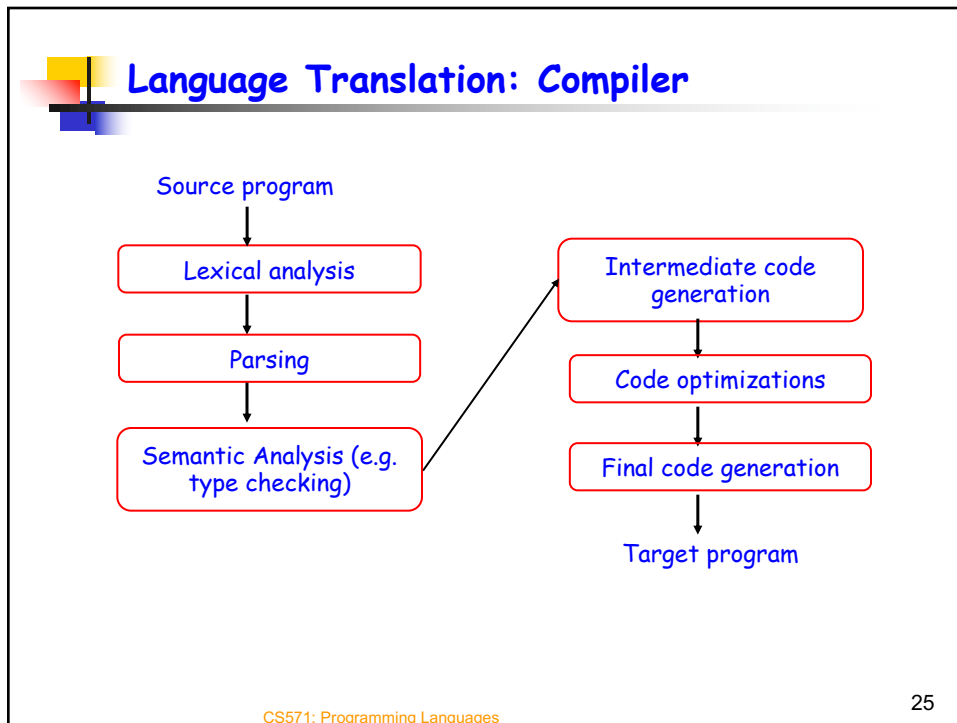 Language Translation: Compiler
Source program
Lexical analysis
Parsing
Semantic Analysis (e.g.
type checking)
Intermediate code
generation
Code optimizations
Final code generation
Target program
CS571: Programming Languages
25